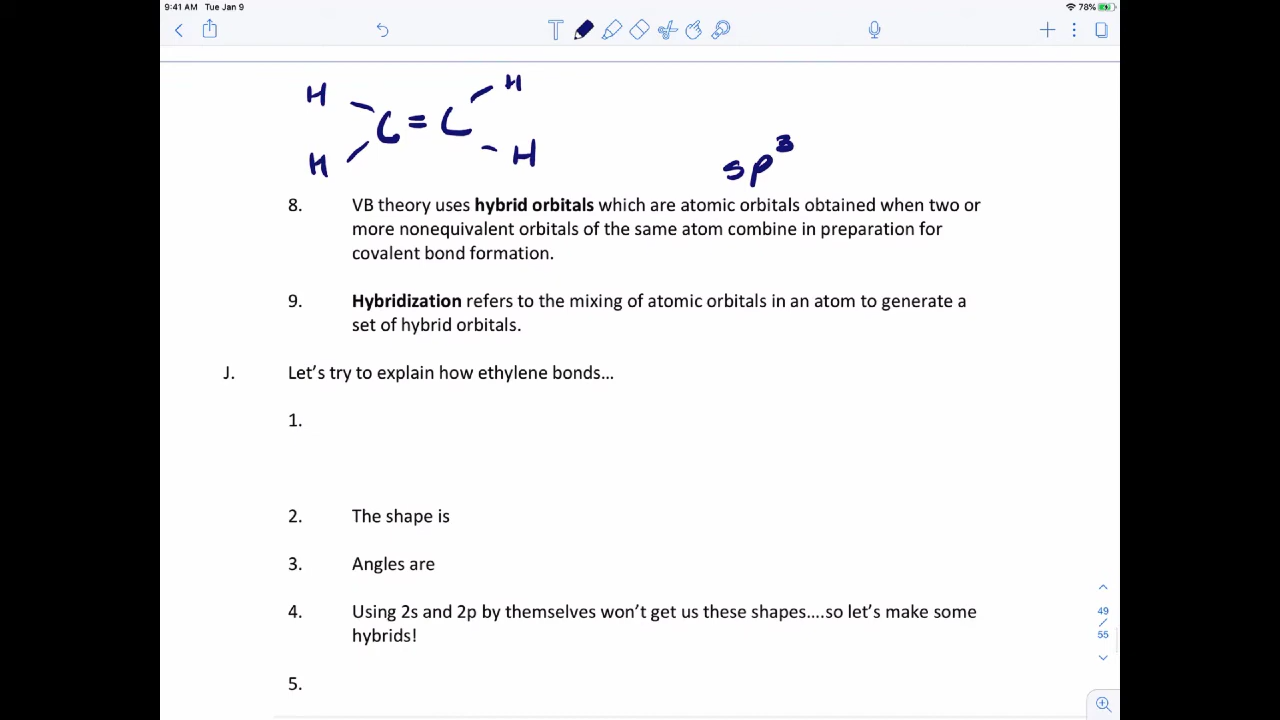 9:41 AM Tue Jan 9 78%
H H
C = C
H H
sp³
8. VB theory uses hybrid orbitals which are atomic orbitals obtained when two or
more nonequivalent orbitals of the same atom combine in preparation for
covalent bond formation.
9. Hybridization refers to the mixing of atomic orbitals in an atom to generate a
set of hybrid orbitals.
J. Let’s try to explain how ethylene bonds...
1.
2. The shape is
3. Angles are
4. Using 2s and 2p by themselves won’t get us these shapes....so let’s make some
hybrids!
5.
49
/
55